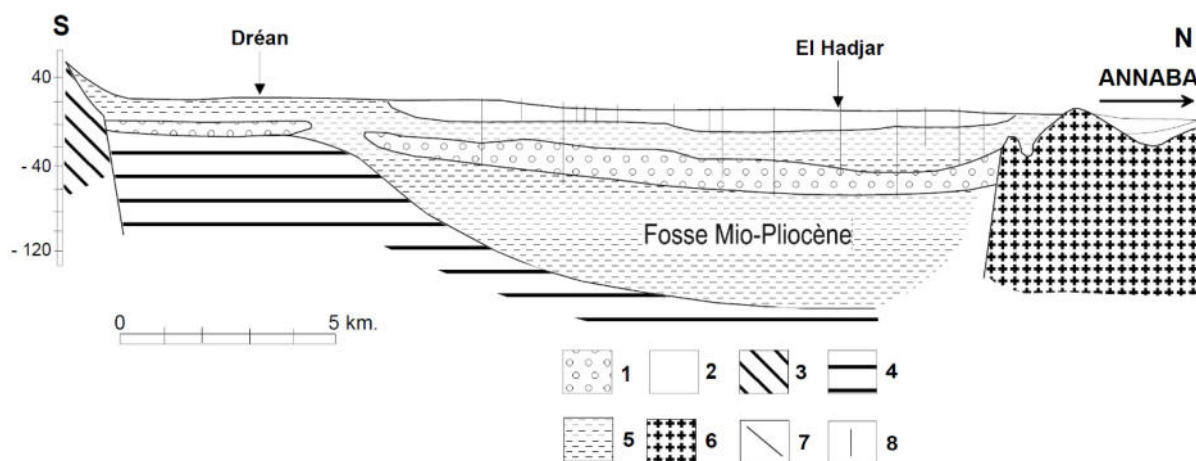 S
Dréan
El Hadjar
N
ANNABA
40
- 40
- 120
Fosse Mio-Pliocène
0 5 km.
1 2 3 4
5 6 7 8